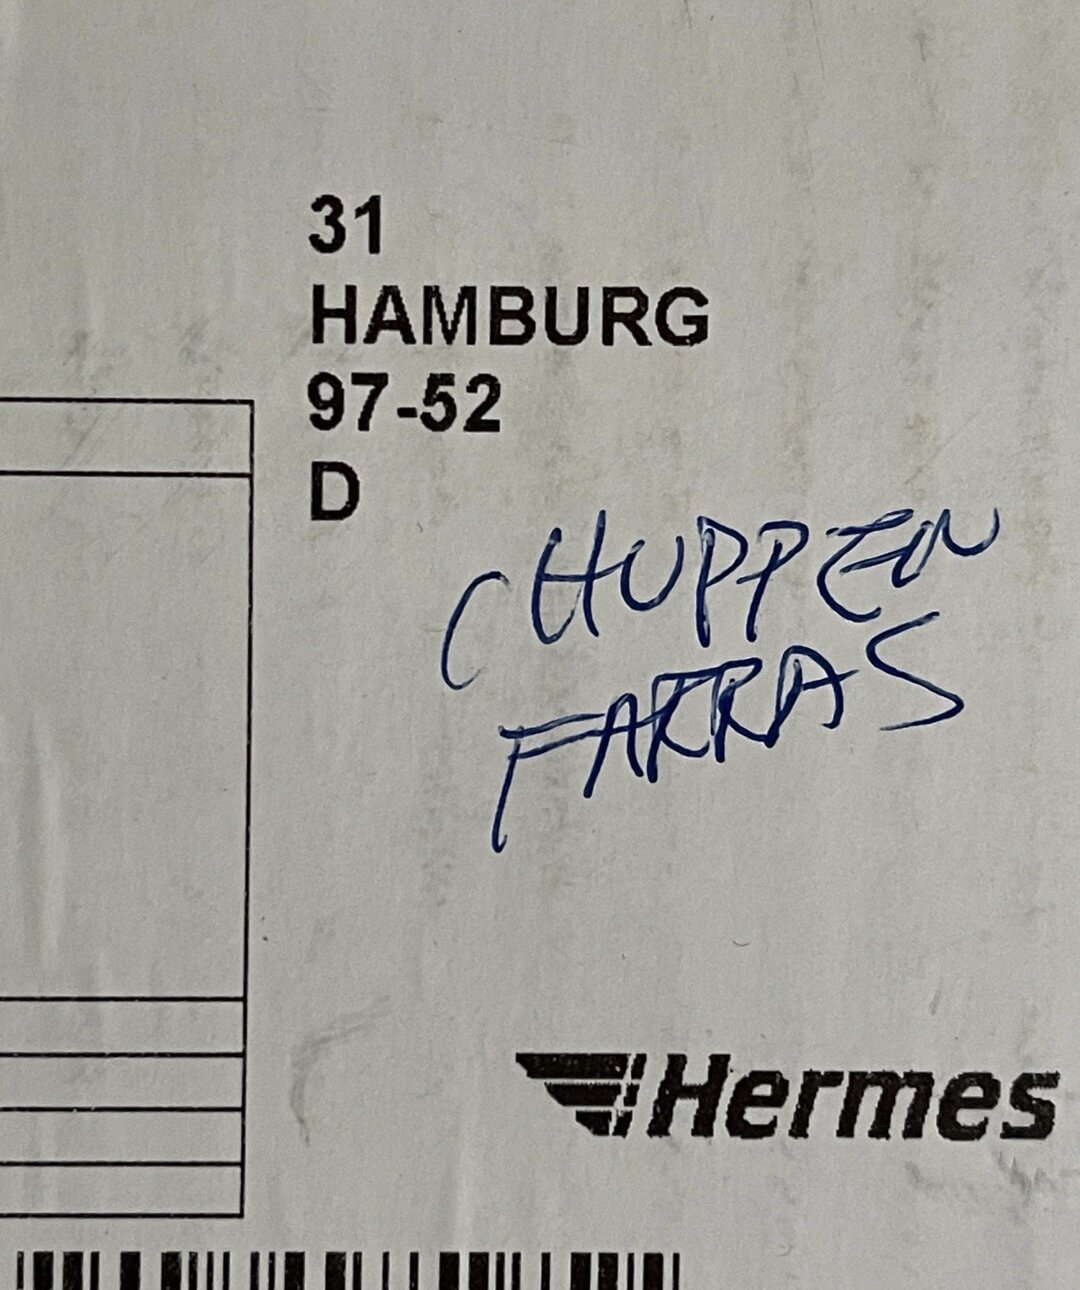 31
HAMBURG
97-52
D
CHUPPEN
FARRAS
Hermes